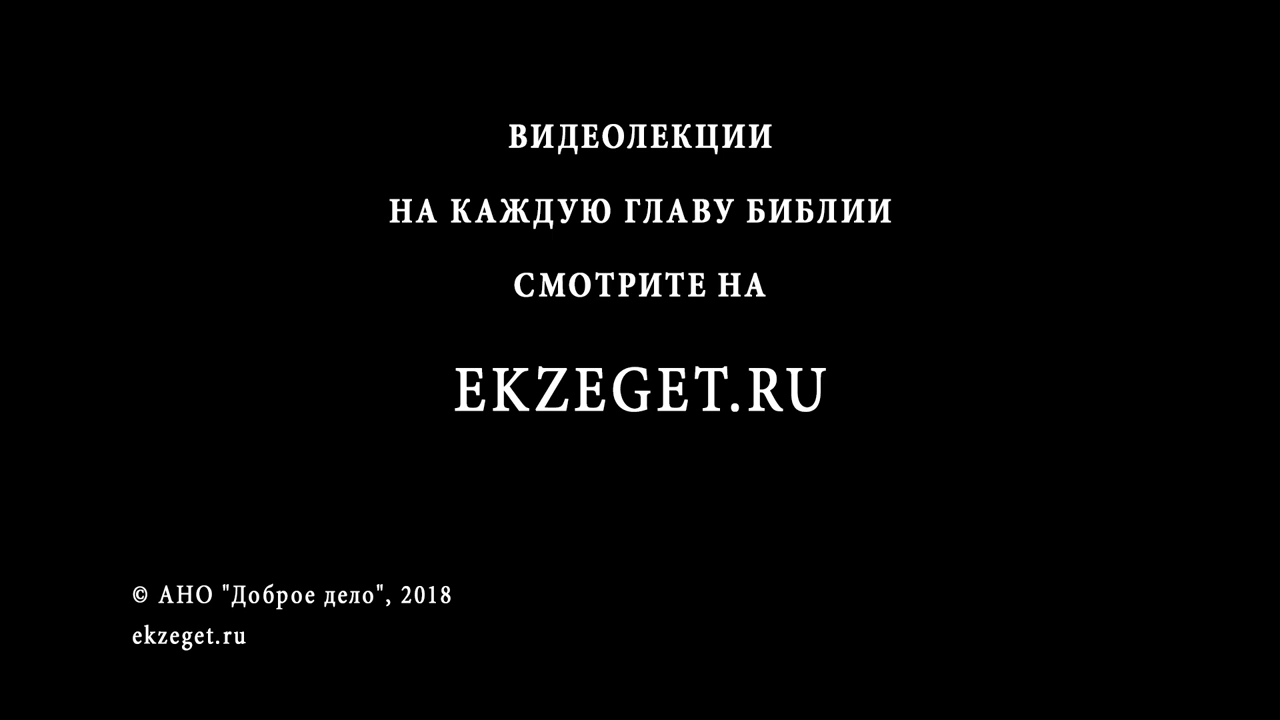 ВИДЕОЛЕКЦИИ
НА КАЖДУЮ ГЛАВУ БИБЛИИ
СМОТРИТЕ НА
EKZEGET.RU
© АНО "Доброе дело", 2018
ekzeget.ru